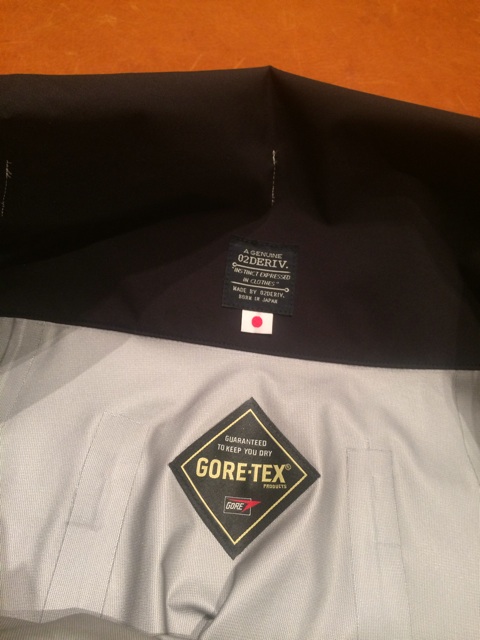 A GENUINE
02DERIV.
"INSTINCT EXPRESSED
IN CLOTHES"
MADE BY 02DERIV.
BORN IN JAPAN
GUARANTEED
TO KEEP YOU DRY
GORE-TEX®
PRODUCTS
GORE